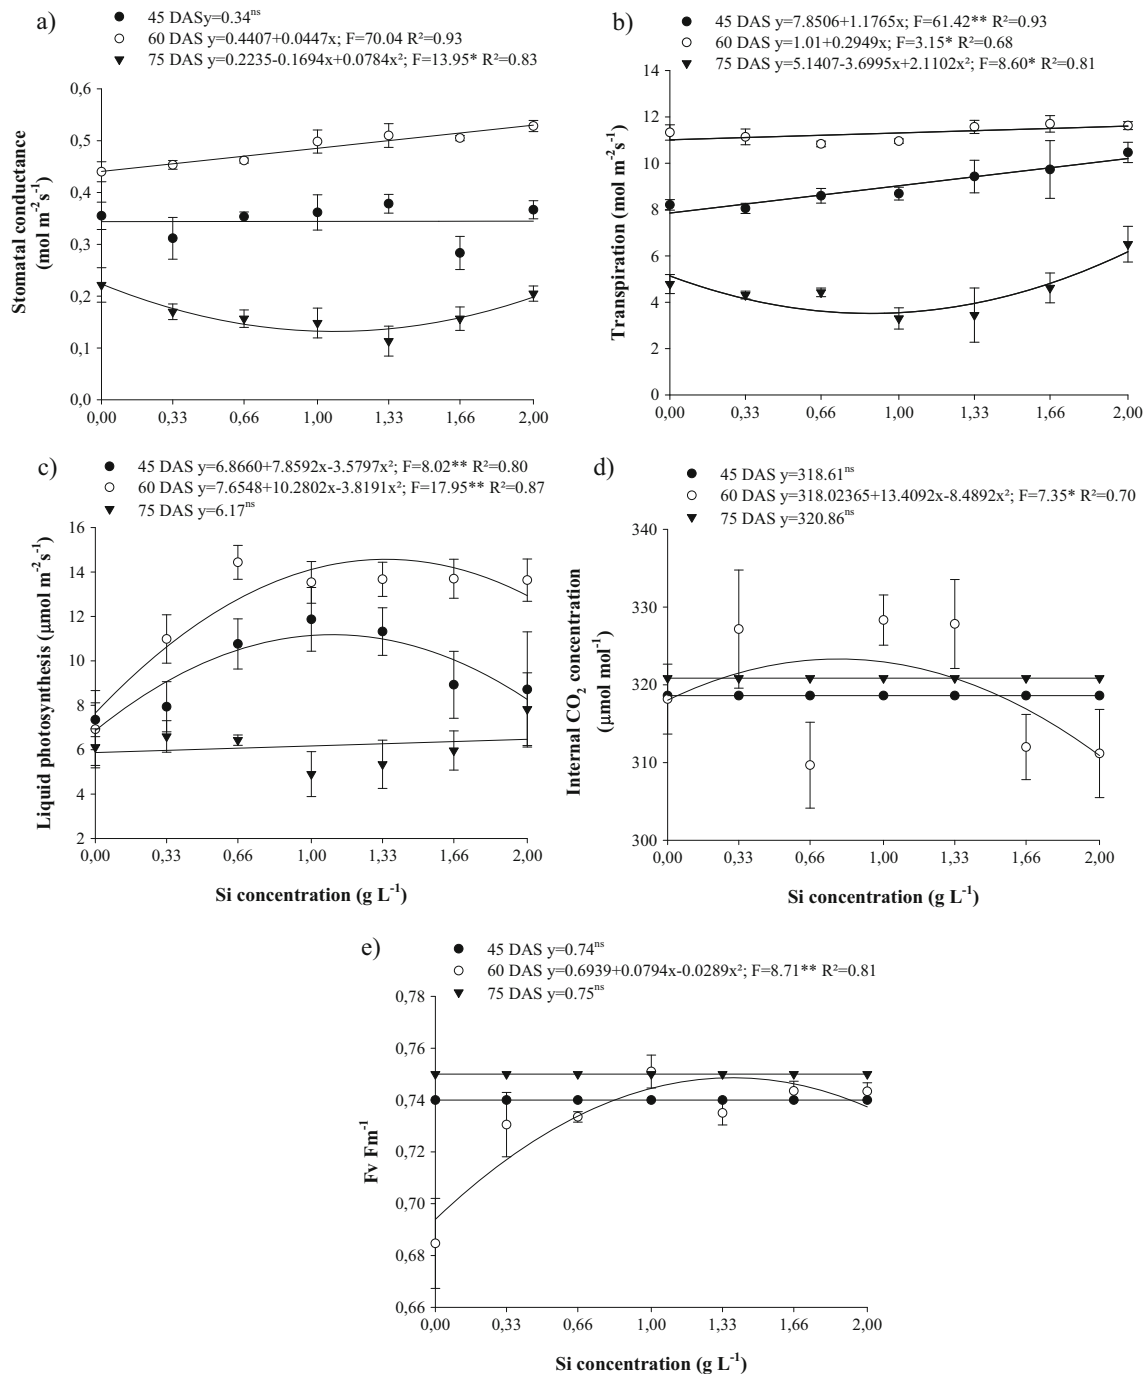 a)
45 DASy=0.34ns
60 DAS y=0.4407+0.0447x; F=70.04 R²=0.93
75 DAS y=0.2235-0.1694x+0.0784x²; F=13.95* R²=0.83
Stomatal conductance
(mol m-2s-1)
0,6
0,5
0,4
0,3
0,2
0,1
0,0
0,00 0,33 0,66 1,00 1,33 1,66 2,00
b)
45 DAS y=7.8506+1.1765x; F=61.42** R²=0.93
60 DAS y=1.01+0.2949x; F=3.15* R²=0.68
75 DAS y=5.1407-3.6995x+2.1102x²; F=8.60* R²=0.81
Transpiration (mol m-2s-1)
14
12
10
8
6
4
2
0
0,00 0,33 0,66 1,00 1,33 1,66 2,00
c)
45 DAS y=6.8660+7.8592x-3.5797x²; F=8.02** R²=0.80
60 DAS y=7.6548+10.2802x-3.8191x²; F=17.95** R²=0.87
75 DAS y=6.17ns
Liquid photosynthesis (µmol m-2s-1)
16
14
12
10
8
6
4
2
0,00 0,33 0,66 1,00 1,33 1,66 2,00
Si concentration (g L-1)
d)
45 DAS y=318.61ns
60 DAS y=318.02365+13.4092x-8.4892x²; F=7.35* R²=0.70
75 DAS y=320.86ns
Internal CO2 concentration
(µmol mol-1)
340
330
320
310
300
0,00 0,33 0,66 1,00 1,33 1,66 2,00
Si concentration (g L-1)
e)
45 DAS y=0.74ns
60 DAS y=0.6939+0.0794x-0.0289x²; F=8.71** R²=0.81
75 DAS y=0.75ns
Fv Fm-1
0,78
0,76
0,74
0,72
0,70
0,68
0,66
0,00 0,33 0,66 1,00 1,33 1,66 2,00
Si concentration (g L-1)